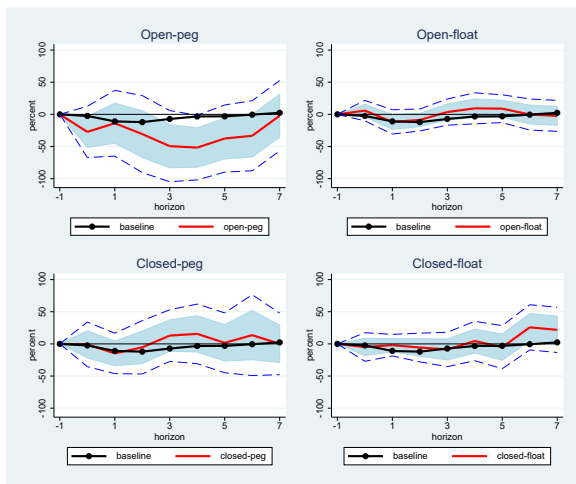 Open-peg
100
50
0
-50
-100
percent
-1 1 3 5 7
horizon
baseline open-peg
Open-float
100
50
0
-50
-100
percent
-1 1 3 5 7
horizon
baseline open-float
Closed-peg
100
50
0
-50
-100
percent
-1 1 3 5 7
horizon
baseline closed-peg
Closed-float
100
50
0
-50
-100
percent
-1 1 3 5 7
horizon
baseline closed-float